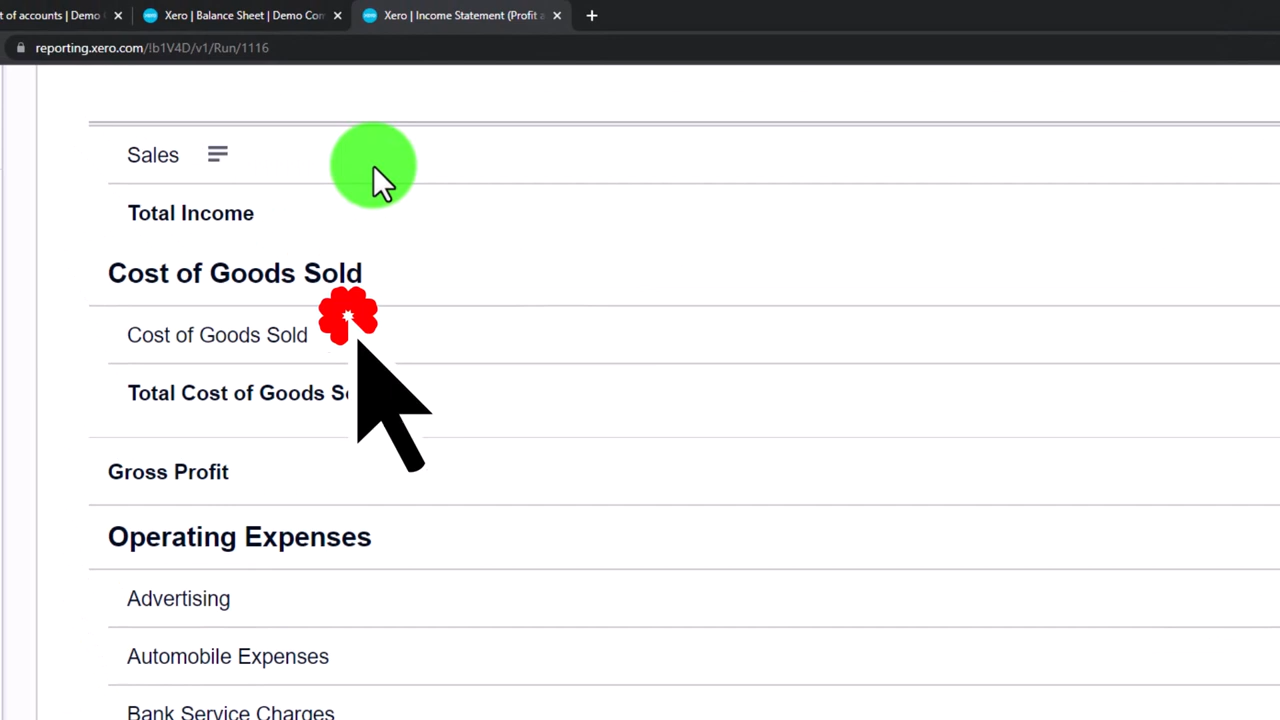 t of accounts | Demo
Xero | Balance Sheet | Demo Com
Xero | Income Statement (Profit a
reporting.xero.com/!b1V4D/v1/Run/1116
Sales
Total Income
Cost of Goods Sold
Cost of Goods Sold
Total Cost of Goods So
Gross Profit
Operating Expenses
Advertising
Automobile Expenses
Bank Service Charges